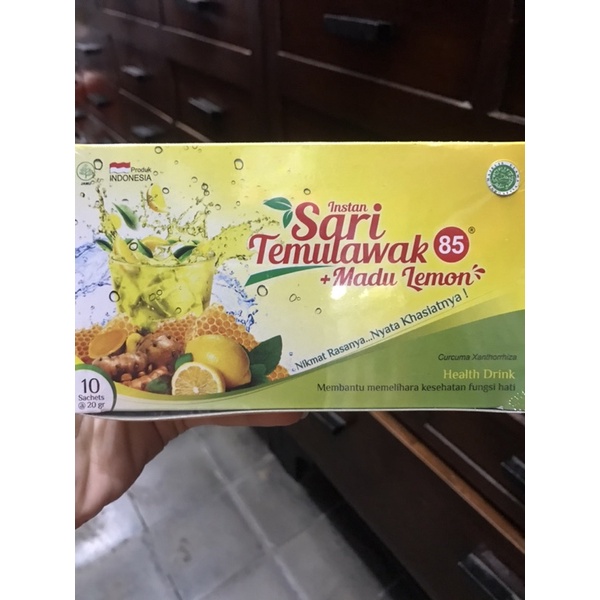 Produk
INDONESIA
Instan
Sari
Temulawak 85 ®
+Madu Lemon
Nikmat Rasanya...Nyata Khasiatnya!
Curcuma Xanthorrhiza
Health Drink
Membantu memelihara kesehatan fungsi hati
10
Sachets
@ 20 gr